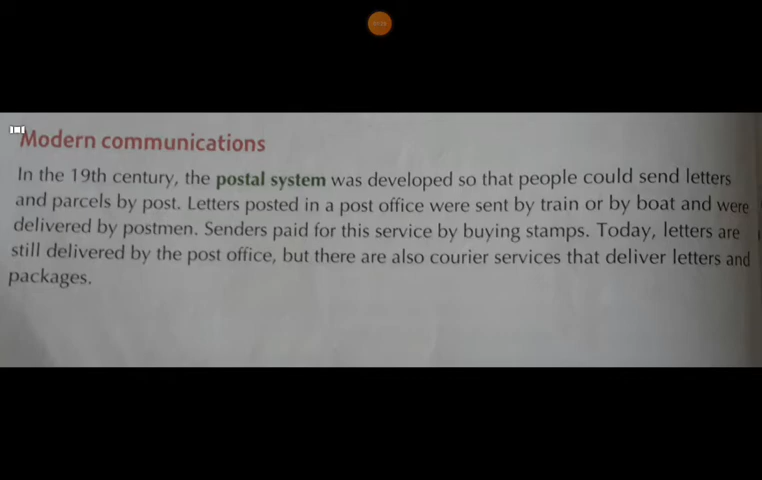 Modern communications
In the 19th century, the postal system was developed so that people could send letters
and parcels by post. Letters posted in a post office were sent by train or by boat and were
delivered by postmen. Senders paid for this service by buying stamps. Today, letters are
still delivered by the post office, but there are also courier services that deliver letters and
packages.